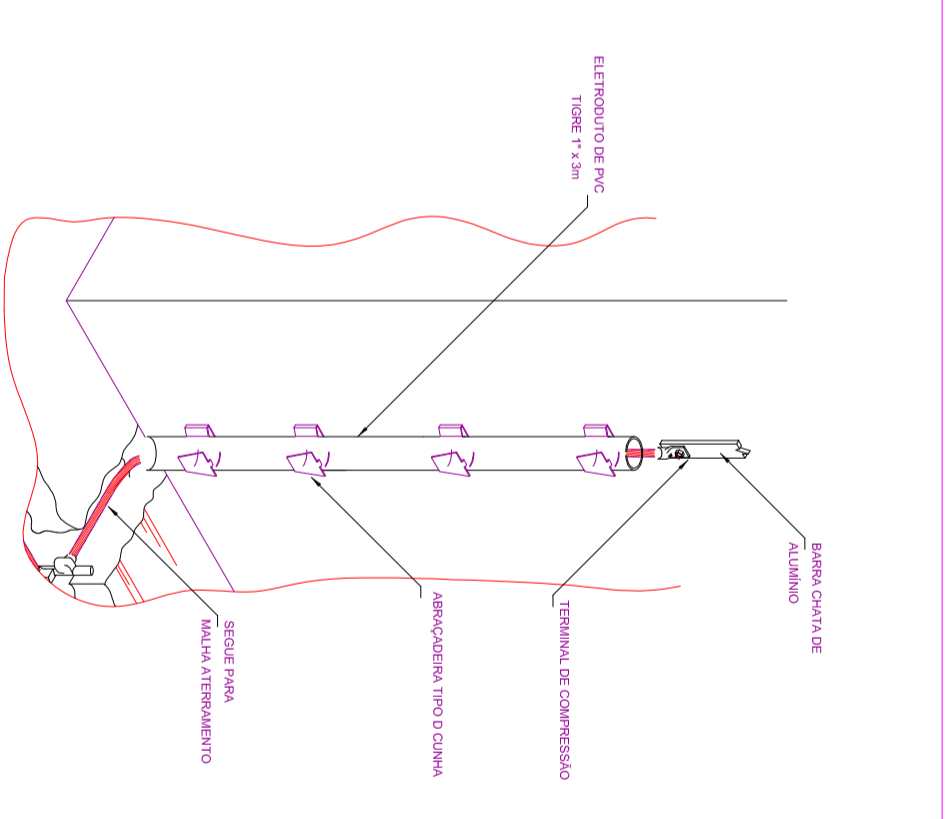 ELETRODUTO DE PVC
TIGRE 1" x 3m
BARRA CHATA DE
ALUMÍNIO
TERMINAL DE COMPRESSÃO
ABRAÇADEIRA TIPO D CUNHA
SEGUE PARA
MALHA ATERRAMENTO